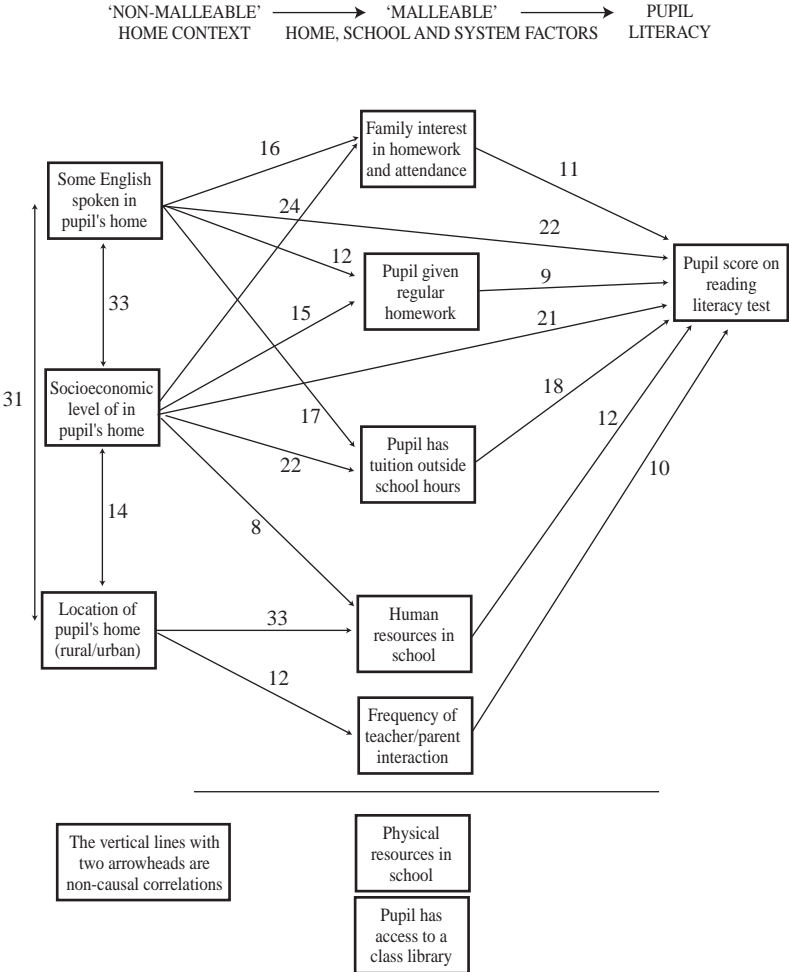 ‘NON-MALLEABLE’
HOME CONTEXT
‘MALLEABLE’
HOME, SCHOOL AND SYSTEM FACTORS
PUPIL
LITERACY
Family interest
in homework
and attendance
16
11
Some English
spoken in
pupil's home
24
22
12
Pupil given
regular
homework
9
Pupil score on
reading
literacy test
33
15
21
31
Socioeconomic
level of in
pupil's home
17
18
12
22
Pupil has
tuition outside
school hours
10
14
8
Location of
pupil's home
(rural/urban)
33
Human
resources in
school
12
Frequency of
teacher/parent
interaction
The vertical lines with
two arrowheads are
non-causal correlations
Physical
resources in
school
Pupil has
access to a
class library